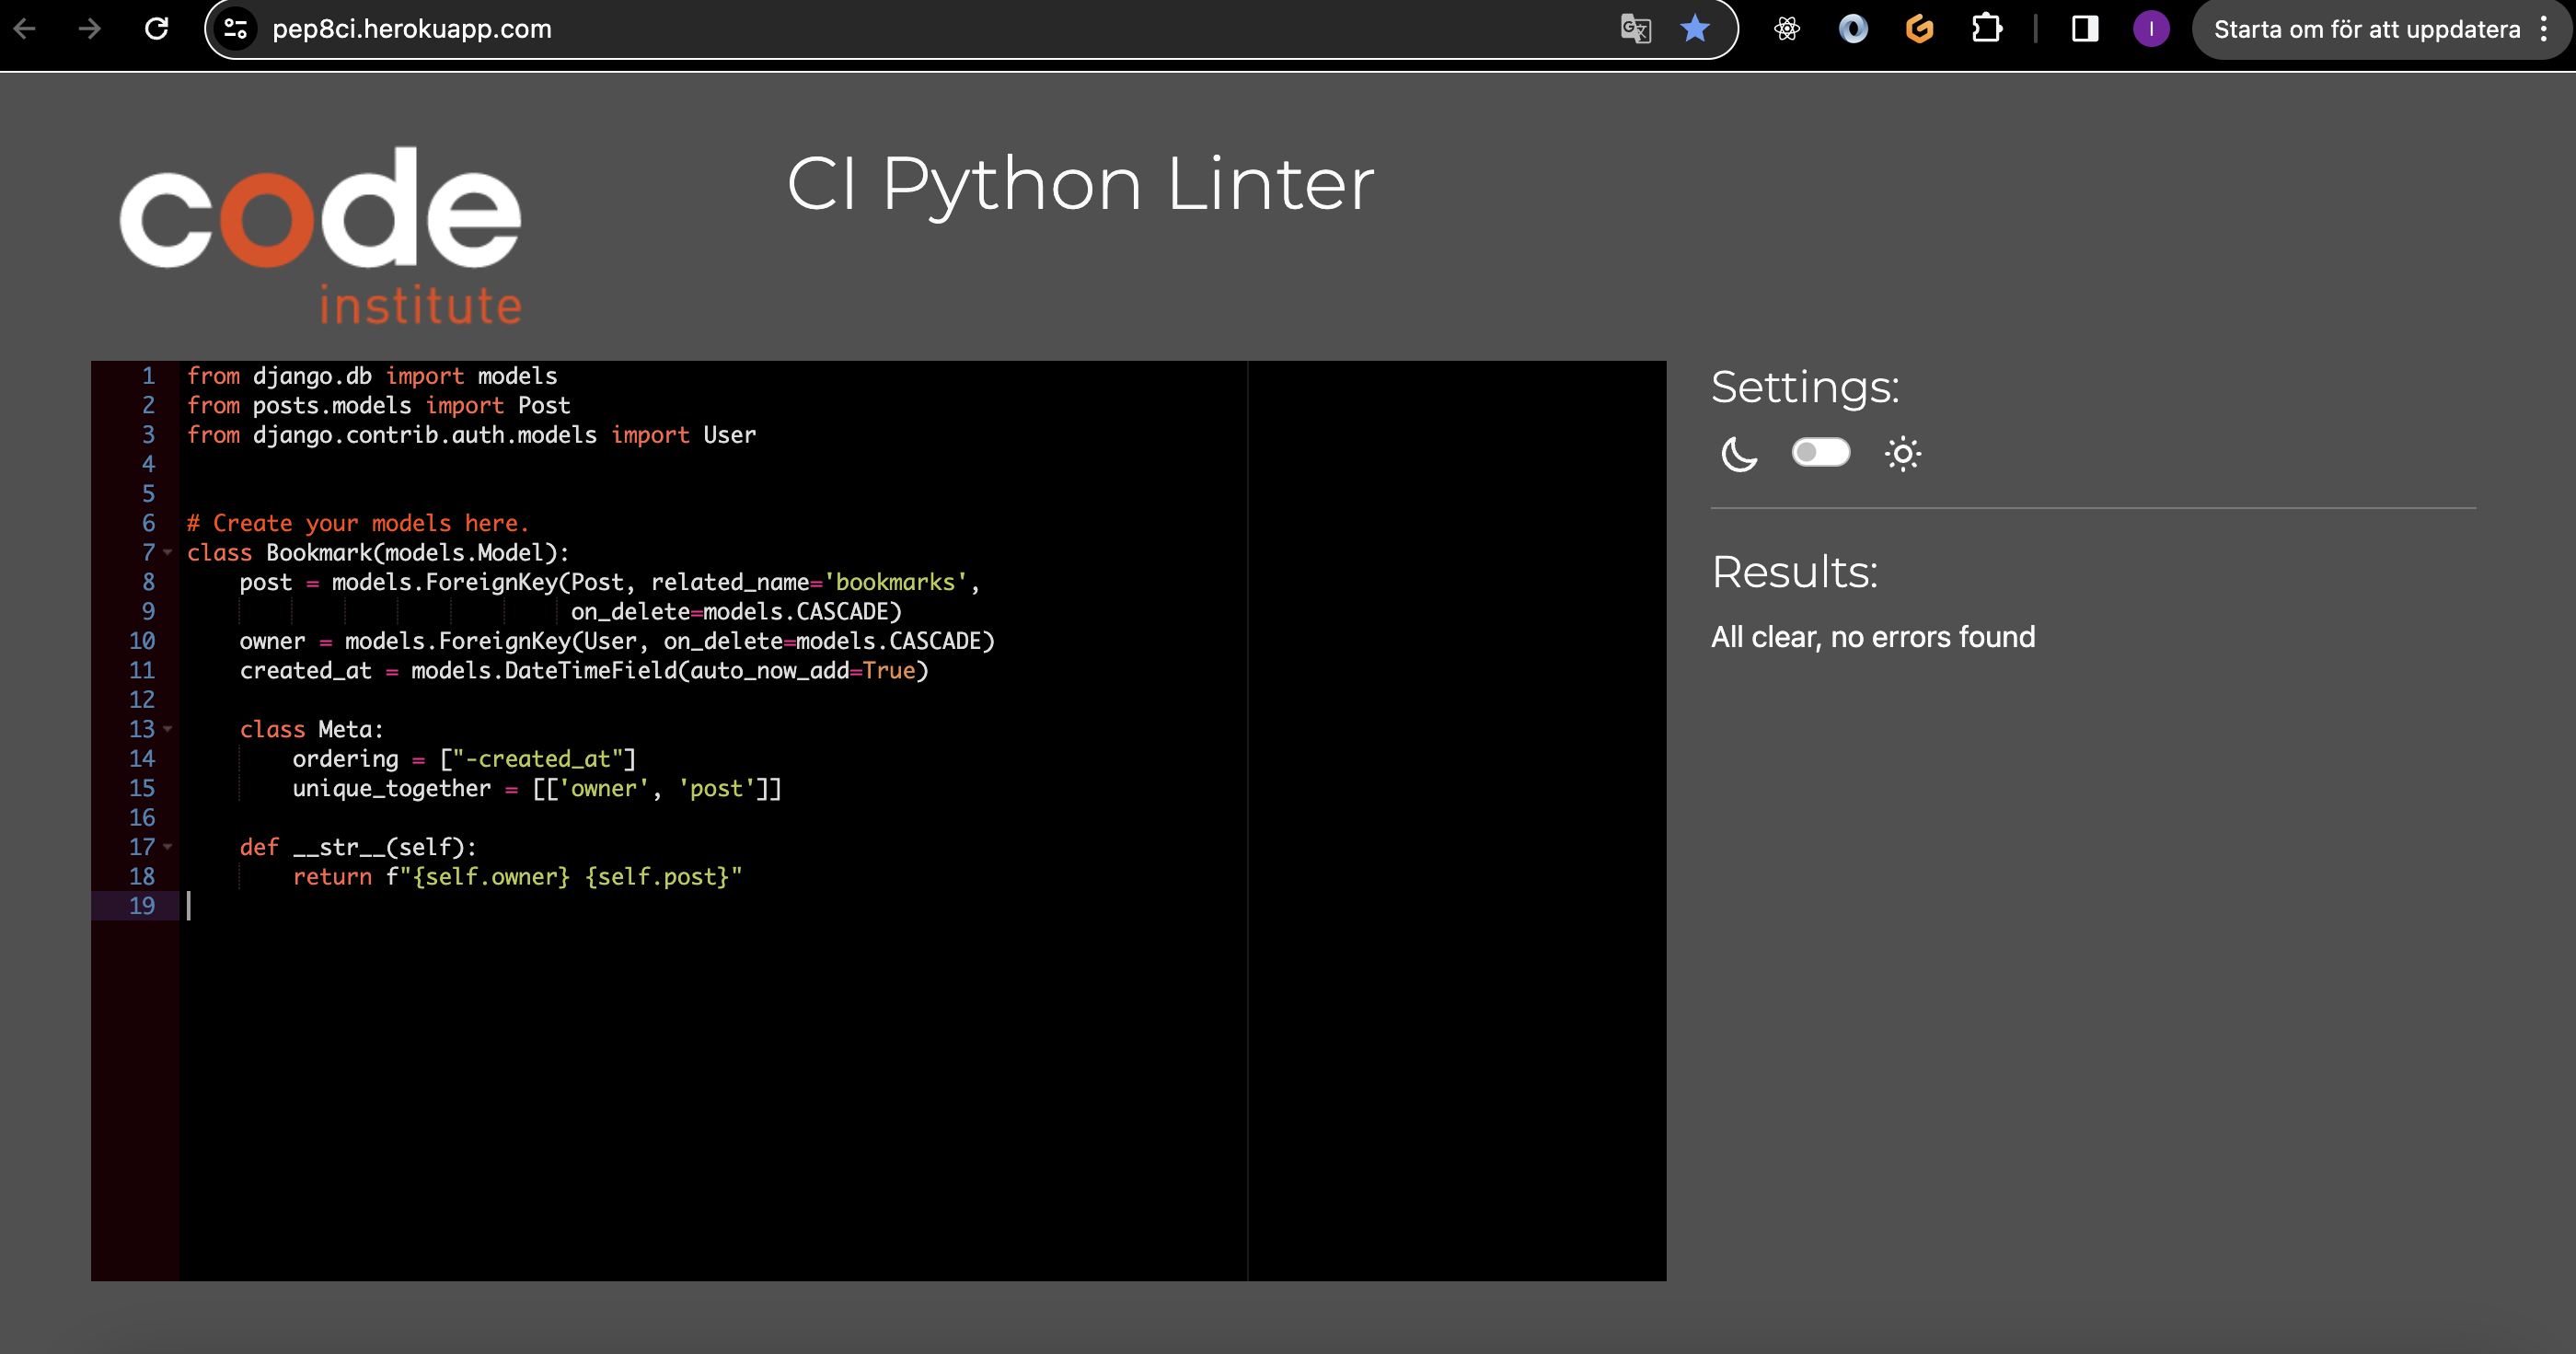 pep8ci.herokuapp.com
I
Starta om för att uppdatera
code
institute
CI Python Linter
1 from django.db import models
2 from posts.models import Post
3 from django.contrib.auth.models import User
4
5
6 # Create your models here.
7 class Bookmark(models.Model):
8     post = models.ForeignKey(Post, related_name='bookmarks',
9                              on_delete=models.CASCADE)
10     owner = models.ForeignKey(User, on_delete=models.CASCADE)
11     created_at = models.DateTimeField(auto_now_add=True)
12
13     class Meta:
14         ordering = ["-created_at"]
15         unique_together = [['owner', 'post']]
16
17     def __str__(self):
18         return f"{self.owner} {self.post}"
19
Settings:
Results:
All clear, no errors found